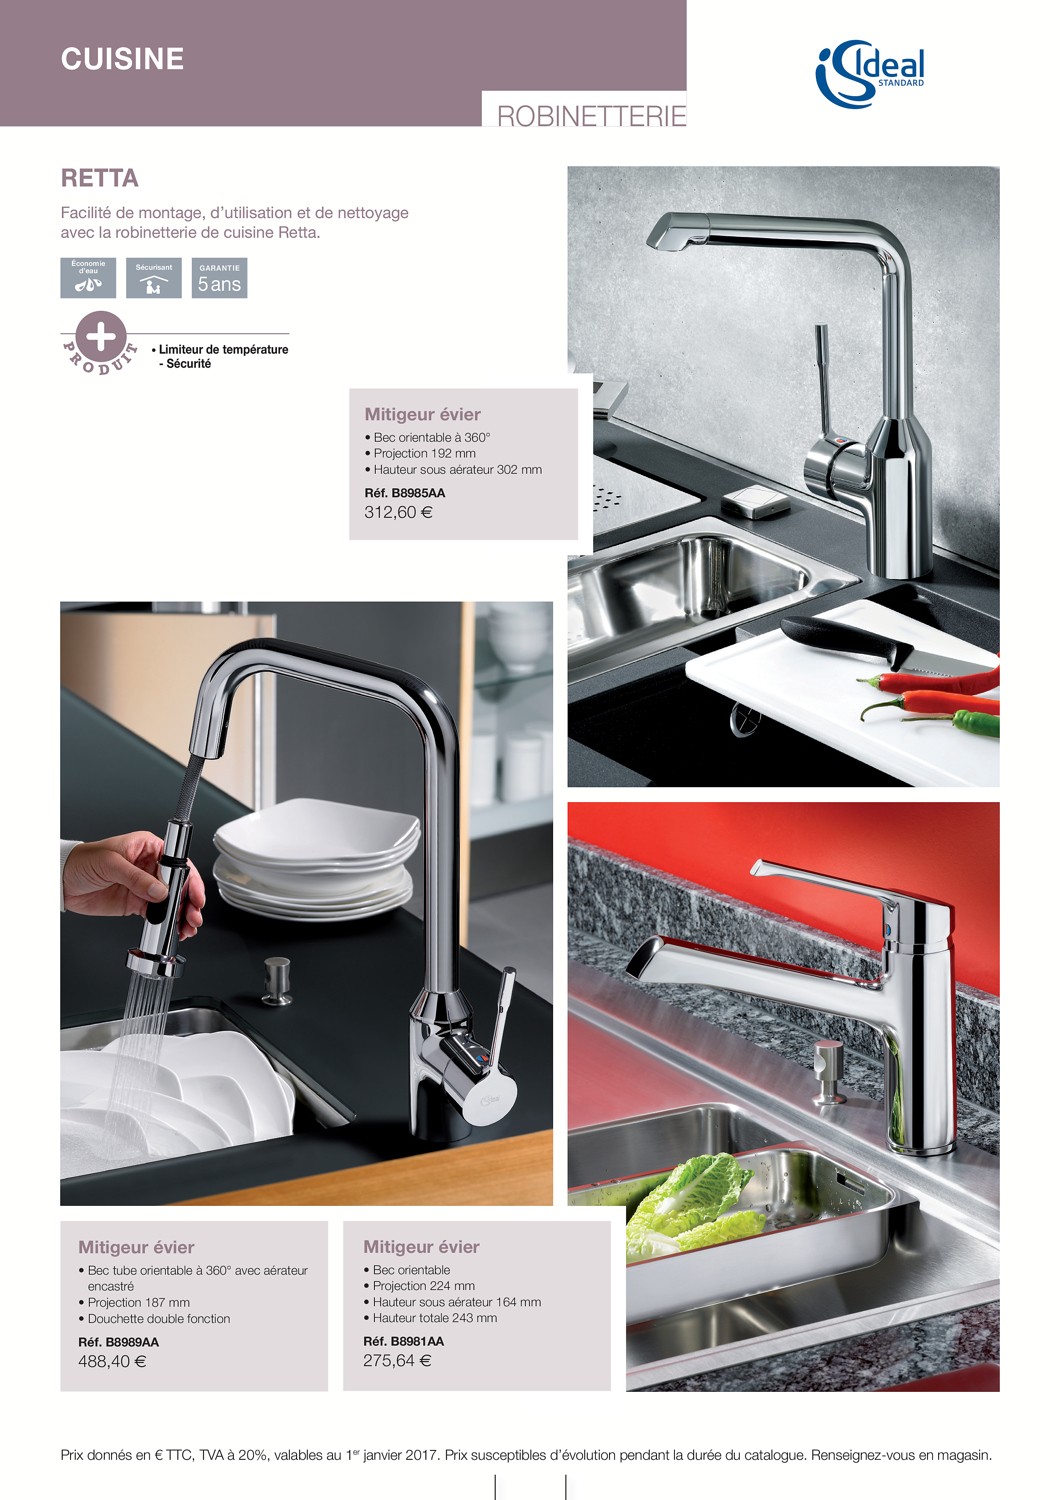 CUISINE
ROBINETTERIE
Ideal
STANDARD
RETTA
Facilité de montage, d'utilisation et de nettoyage
avec la robinetterie de cuisine Retta.
Économie
d'eau
Sécurisant
GARANTIE
5 ans
PRODUIT
• Limiteur de température
- Sécurité
Mitigeur évier
• Bec orientable à 360°
• Projection 192 mm
• Hauteur sous aérateur 302 mm
Réf. B8985AA
312,60 €
Mitigeur évier
• Bec tube orientable à 360° avec aérateur
encastré
• Projection 187 mm
• Douchette double fonction
Réf. B8989AA
488,40 €
Mitigeur évier
• Bec orientable
• Projection 224 mm
• Hauteur sous aérateur 164 mm
• Hauteur totale 243 mm
Réf. B8981AA
275,64 €
Prix donnés en € TTC, TVA à 20%, valables au 1er janvier 2017. Prix susceptibles d'évolution pendant la durée du catalogue. Renseignez-vous en magasin.